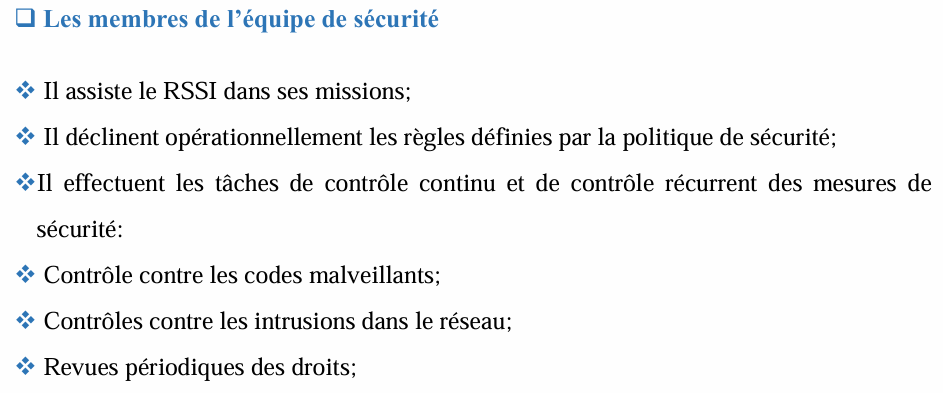 ❑ Les membres de l’équipe de sécurité
❖ Il assiste le RSSI dans ses missions;
❖ Il déclinent opérationnellement les règles définies par la politique de sécurité;
❖Il effectuent les tâches de contrôle continu et de contrôle récurrent des mesures de
sécurité:
❖ Contrôle contre les codes malveillants;
❖ Contrôles contre les intrusions dans le réseau;
❖ Revues périodiques des droits;